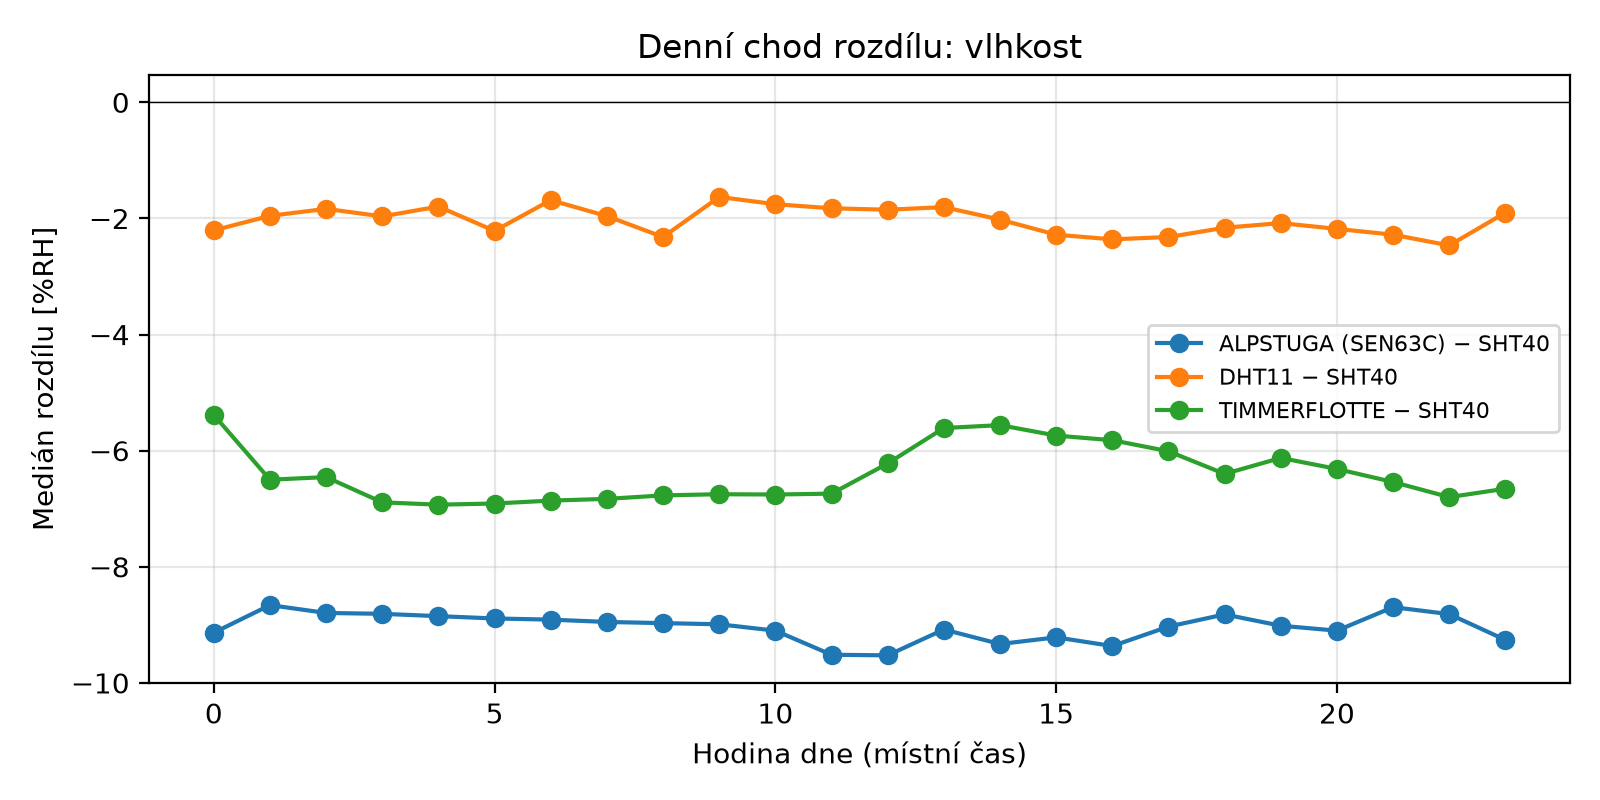 Denní chod rozdílu: vlhkost
Medián rozdílu [%RH]
0
−2
−4
−6
−8
−10
ALPSTUGA (SEN63C) − SHT40
DHT11 − SHT40
TIMMERFLOTTE − SHT40
0 5 10 15 20
Hodina dne (místní čas)